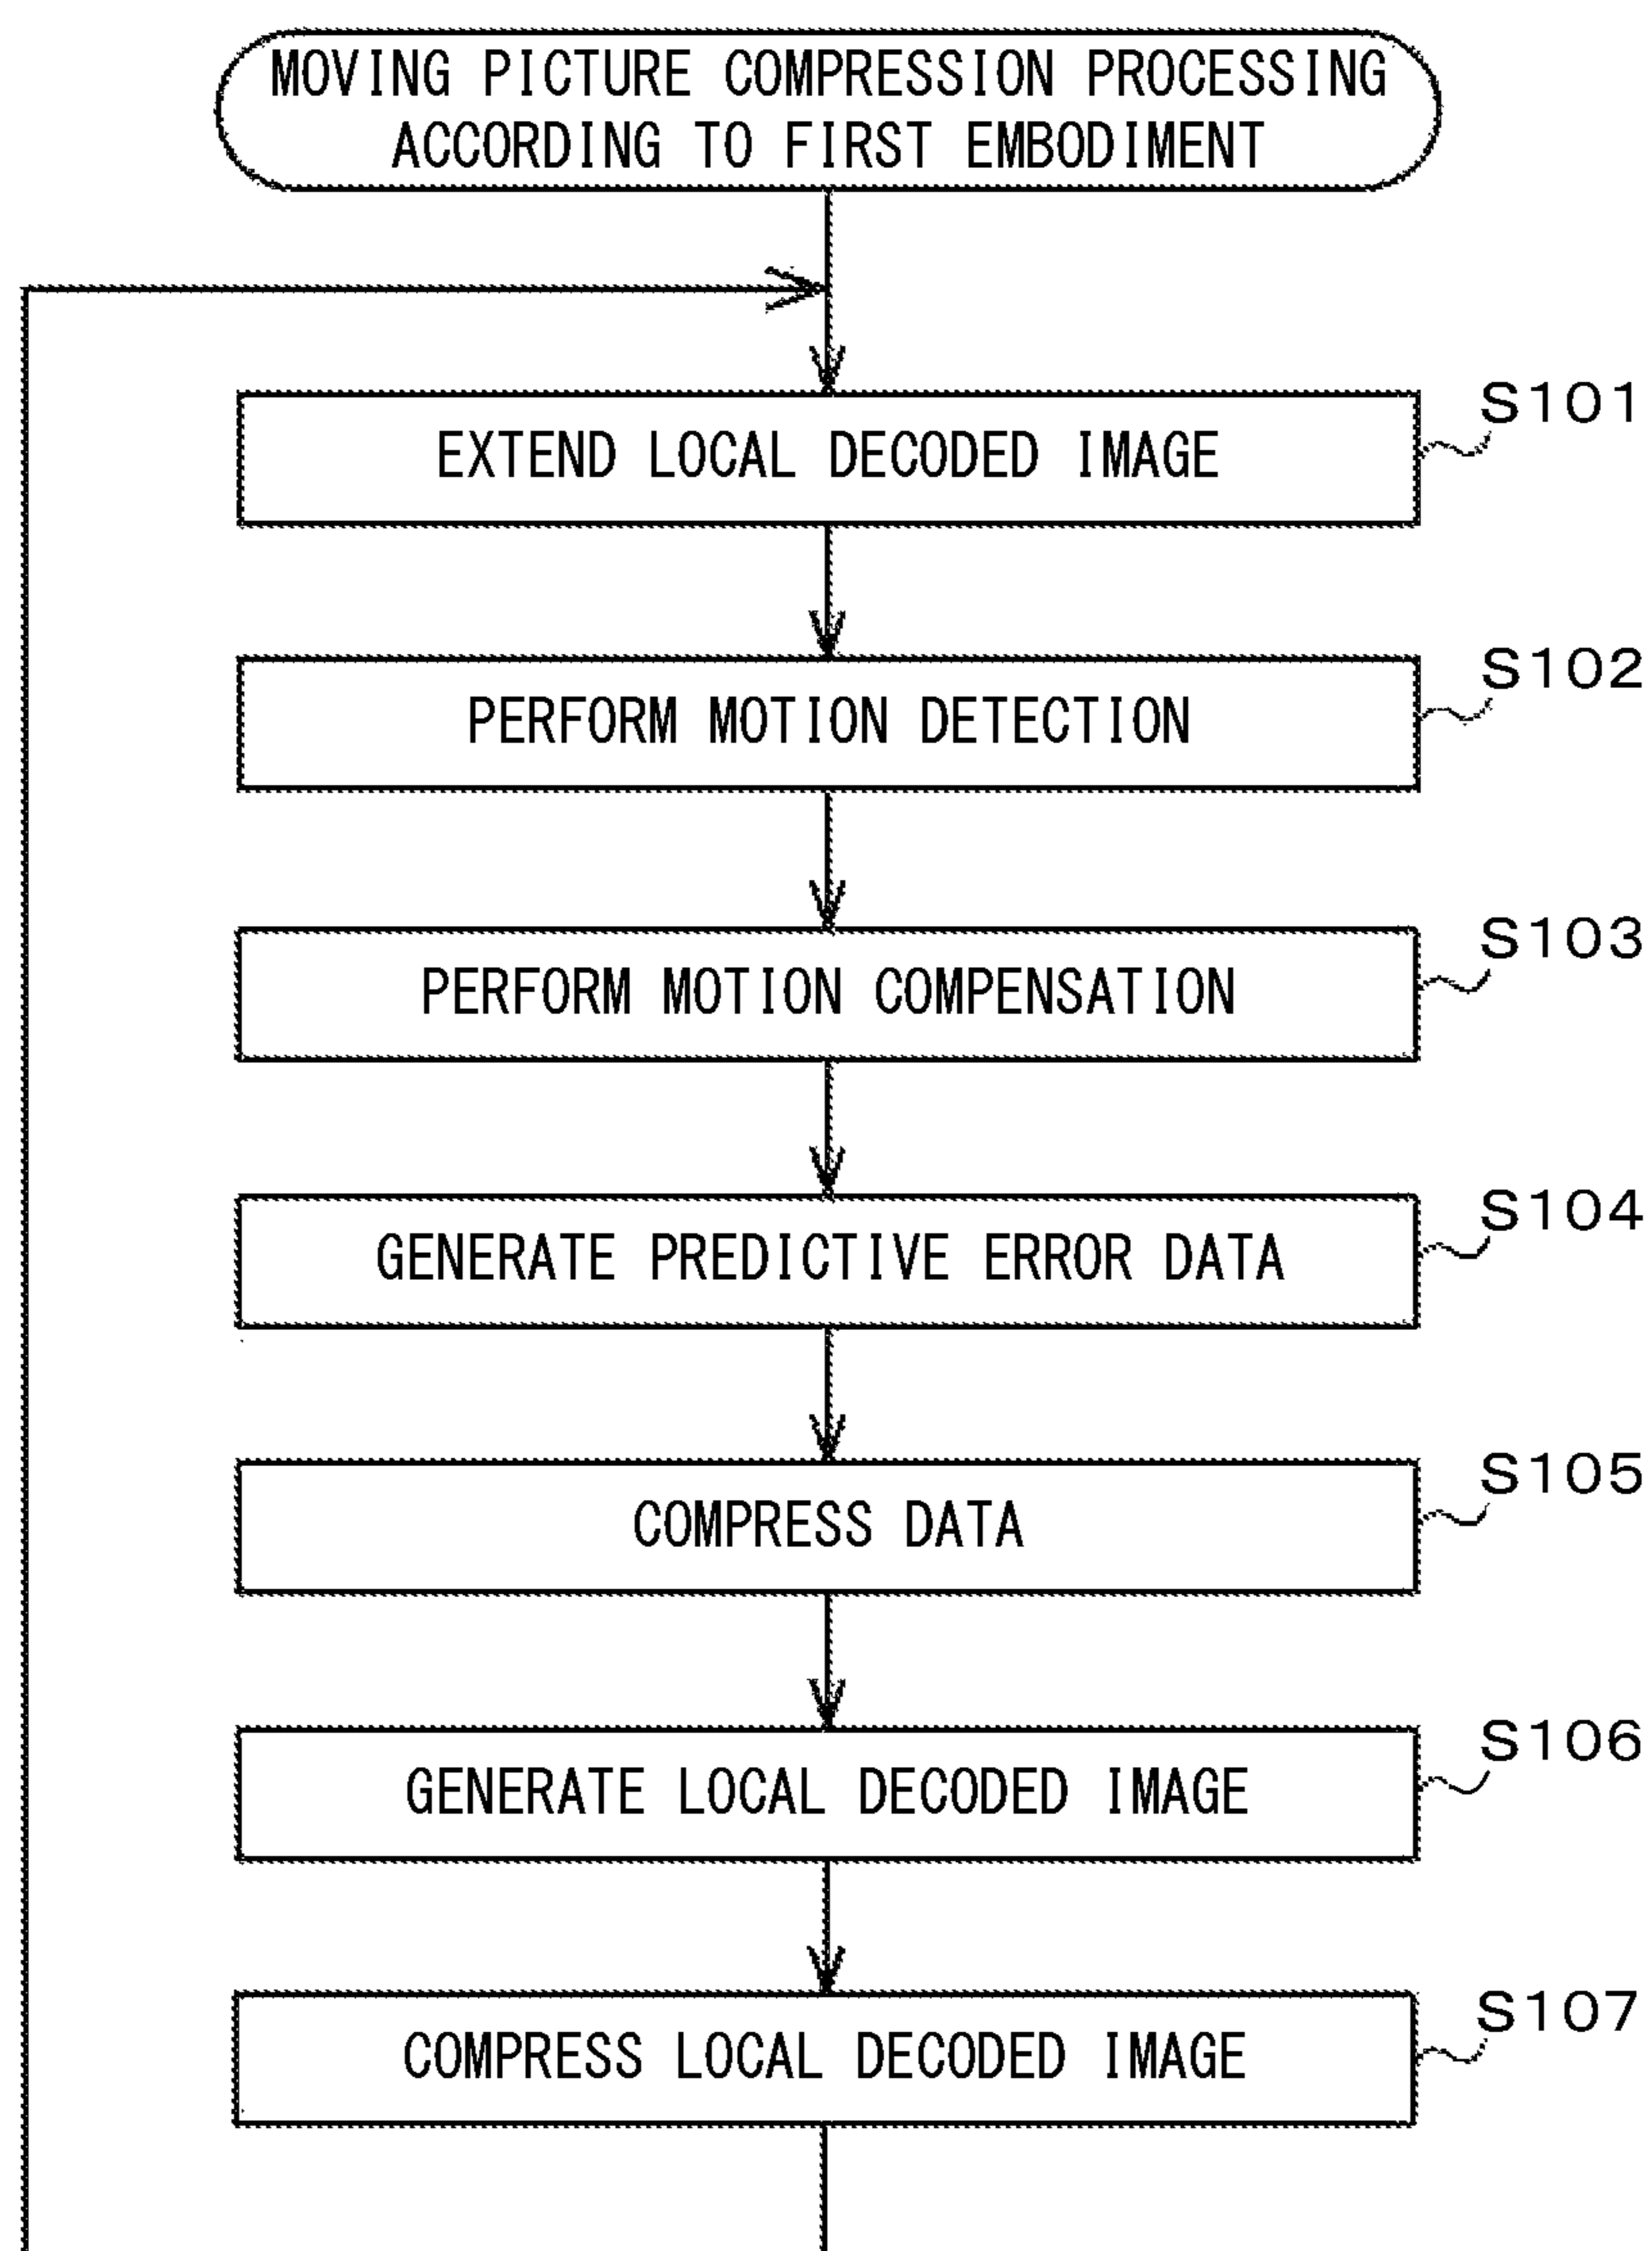 MOVING PICTURE COMPRESSION PROCESSING
ACCORDING TO FIRST EMBODIMENT
S101
EXTEND LOCAL DECODED IMAGE
S102
PERFORM MOTION DETECTION
S103
PERFORM MOTION COMPENSATION
S104
GENERATE PREDICTIVE ERROR DATA
S105
COMPRESS DATA
S106
GENERATE LOCAL DECODED IMAGE
S107
COMPRESS LOCAL DECODED IMAGE